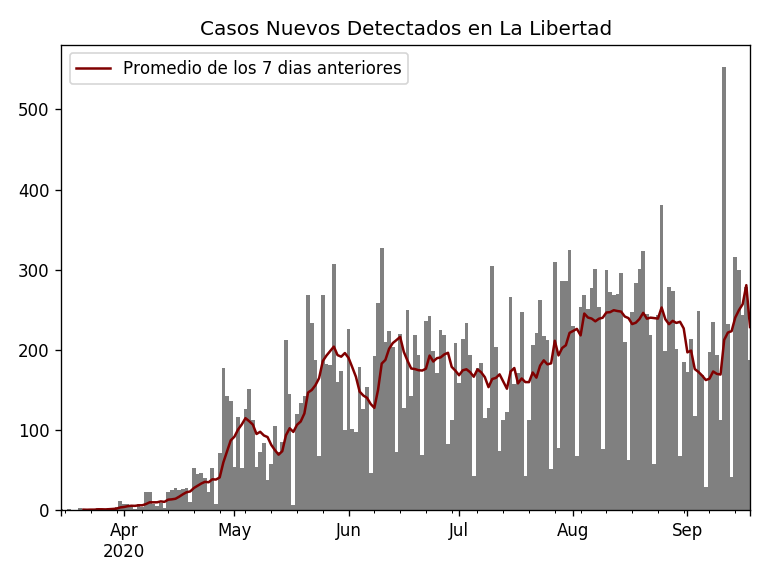 Casos Nuevos Detectados en La Libertad
Promedio de los 7 dias anteriores
500
400
300
200
100
0
Apr May Jun Jul Aug Sep
2020